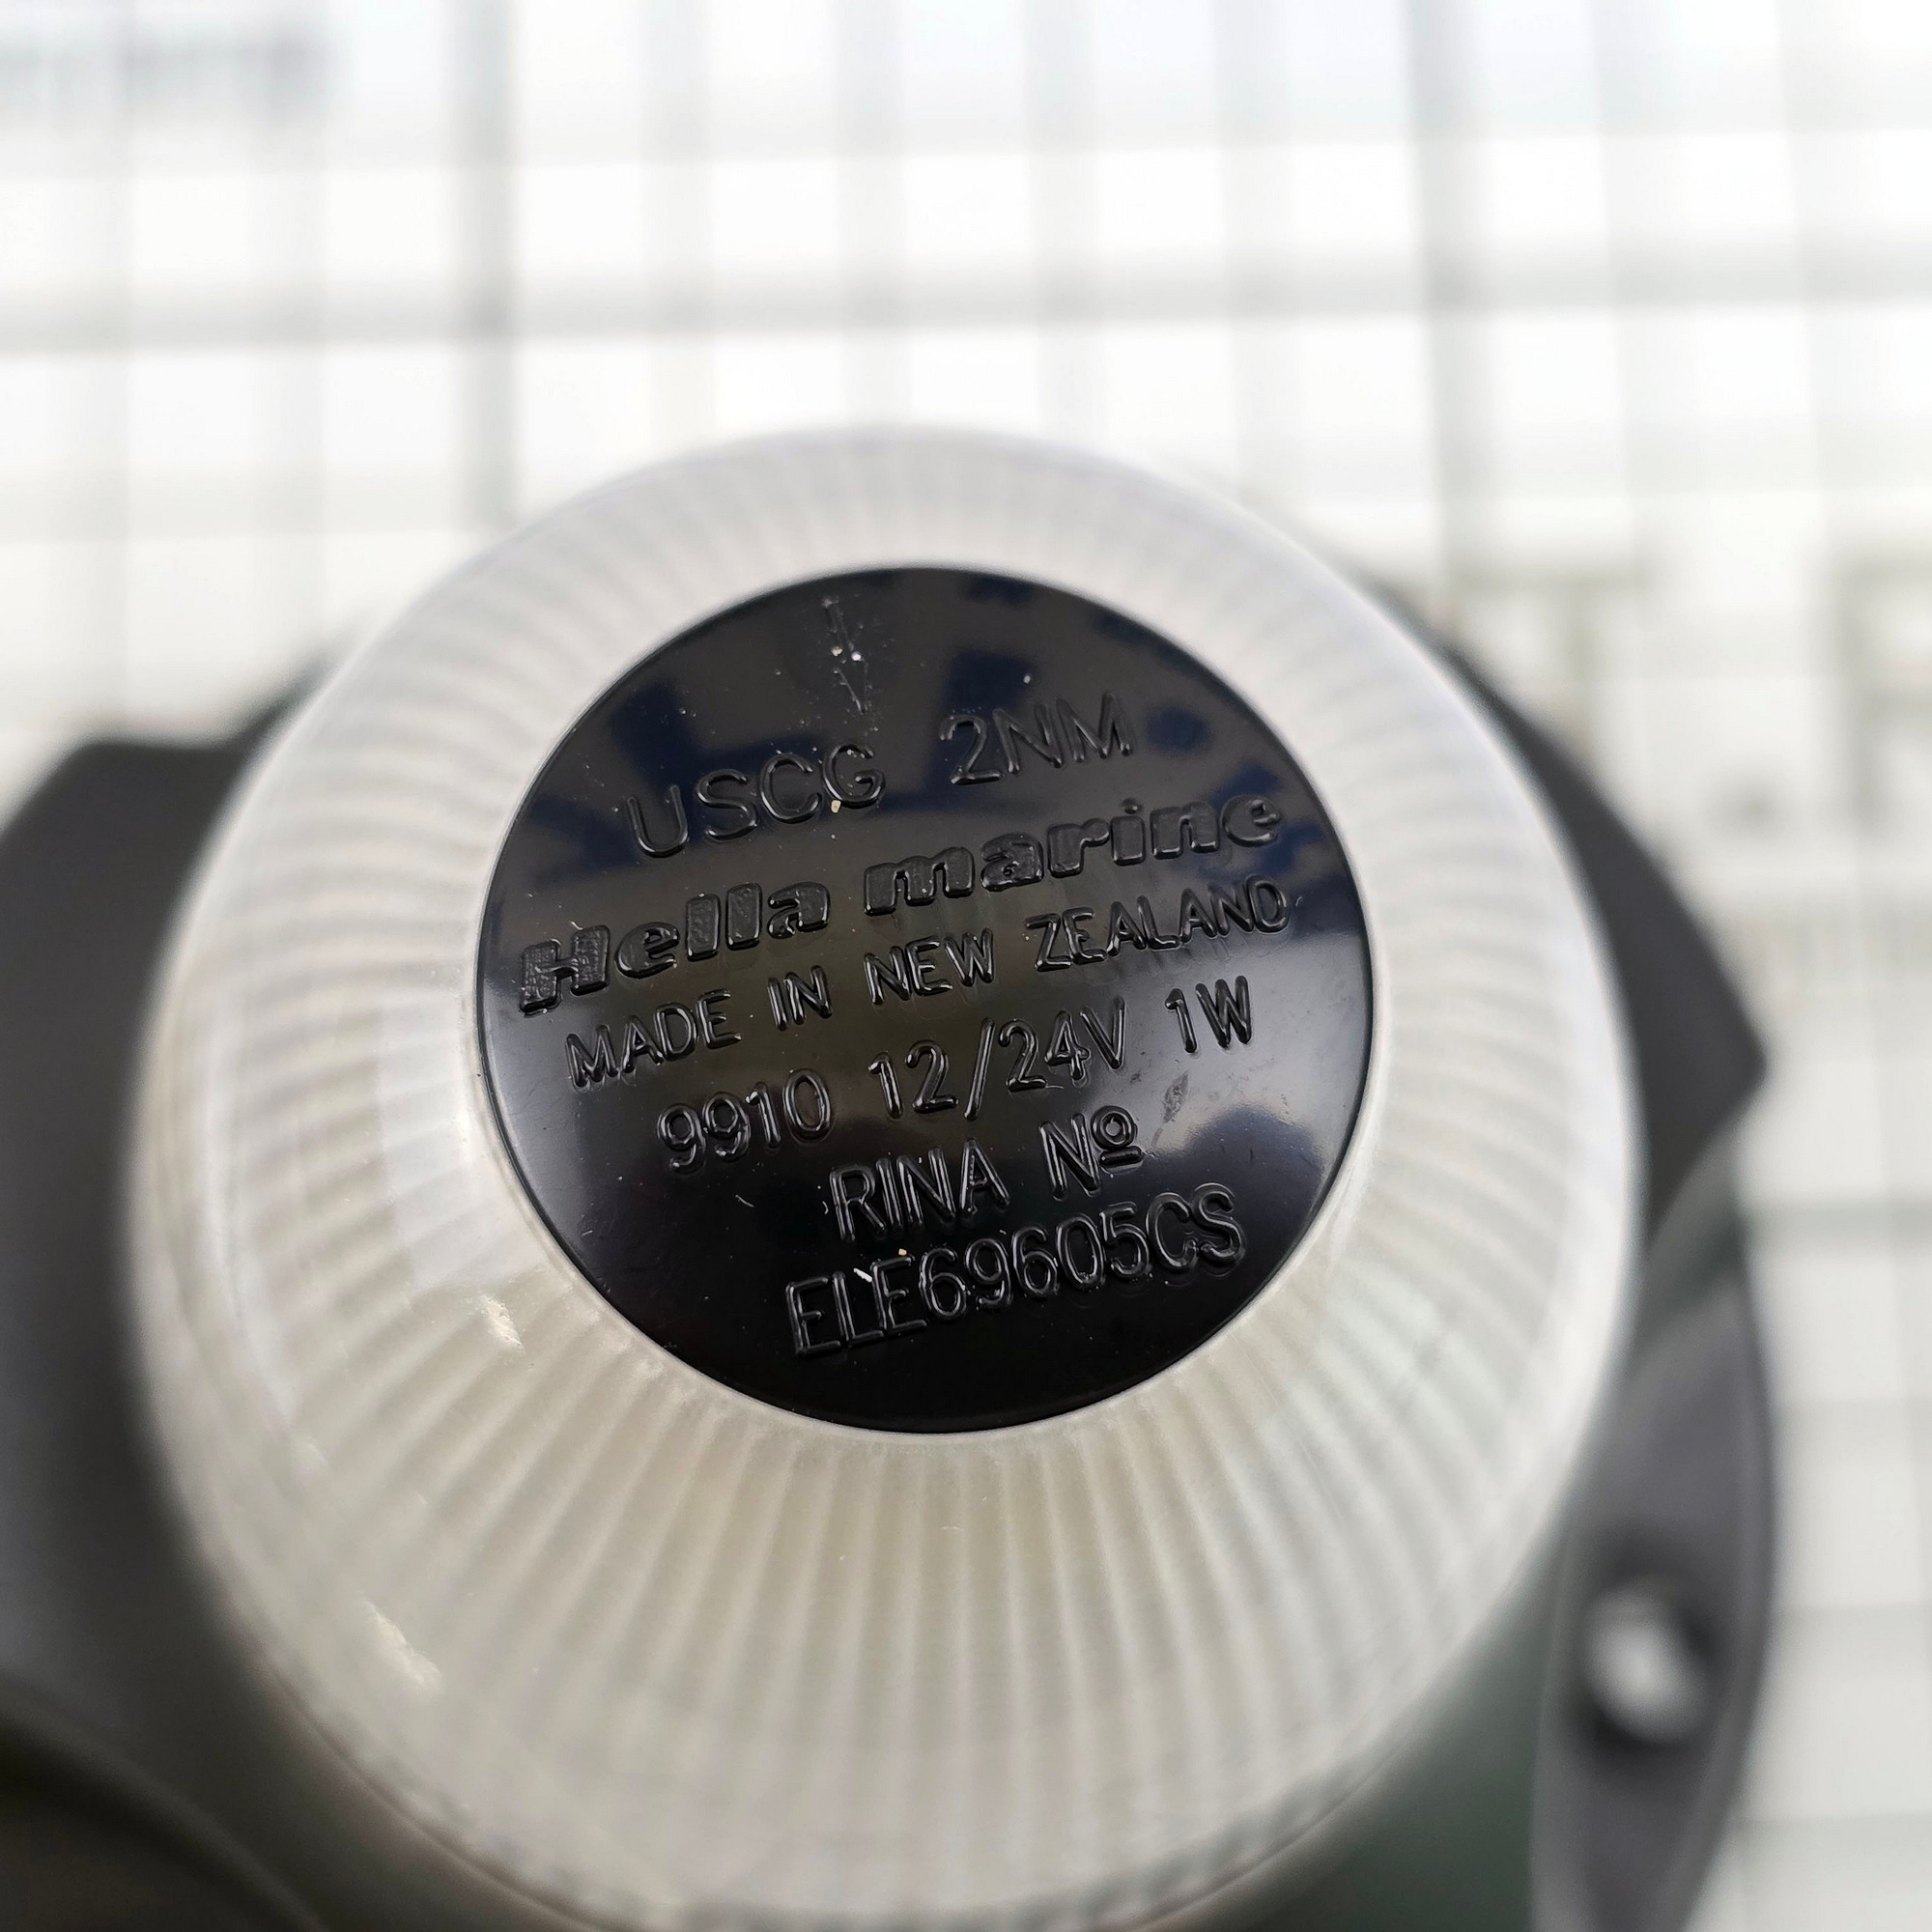 USCG 2NM
Hella marine
MADE IN NEW ZEALAND
9910 12/24V 1W
RINA Nº
ELE69605CS